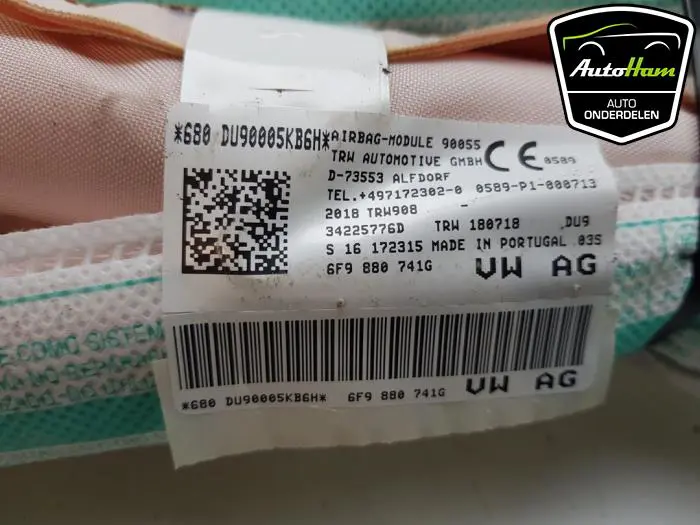 AutoHam
AUTO
ONDERDELEN
*680 DU90005KB6H*
AIRBAG-MODULE 90055
TRW AUTOMOTIVE GMBH CE 0589
D-73553 ALFDORF
TEL.+497172302-0 0589-P1-000713
2018 TRW908
34225776D TRW 180718 DU9
S 16 172315 MADE IN PORTUGAL 03S
6F9 880 741G VW AG
*680 DU90005KB6H* 6F9 880 741G VW AG